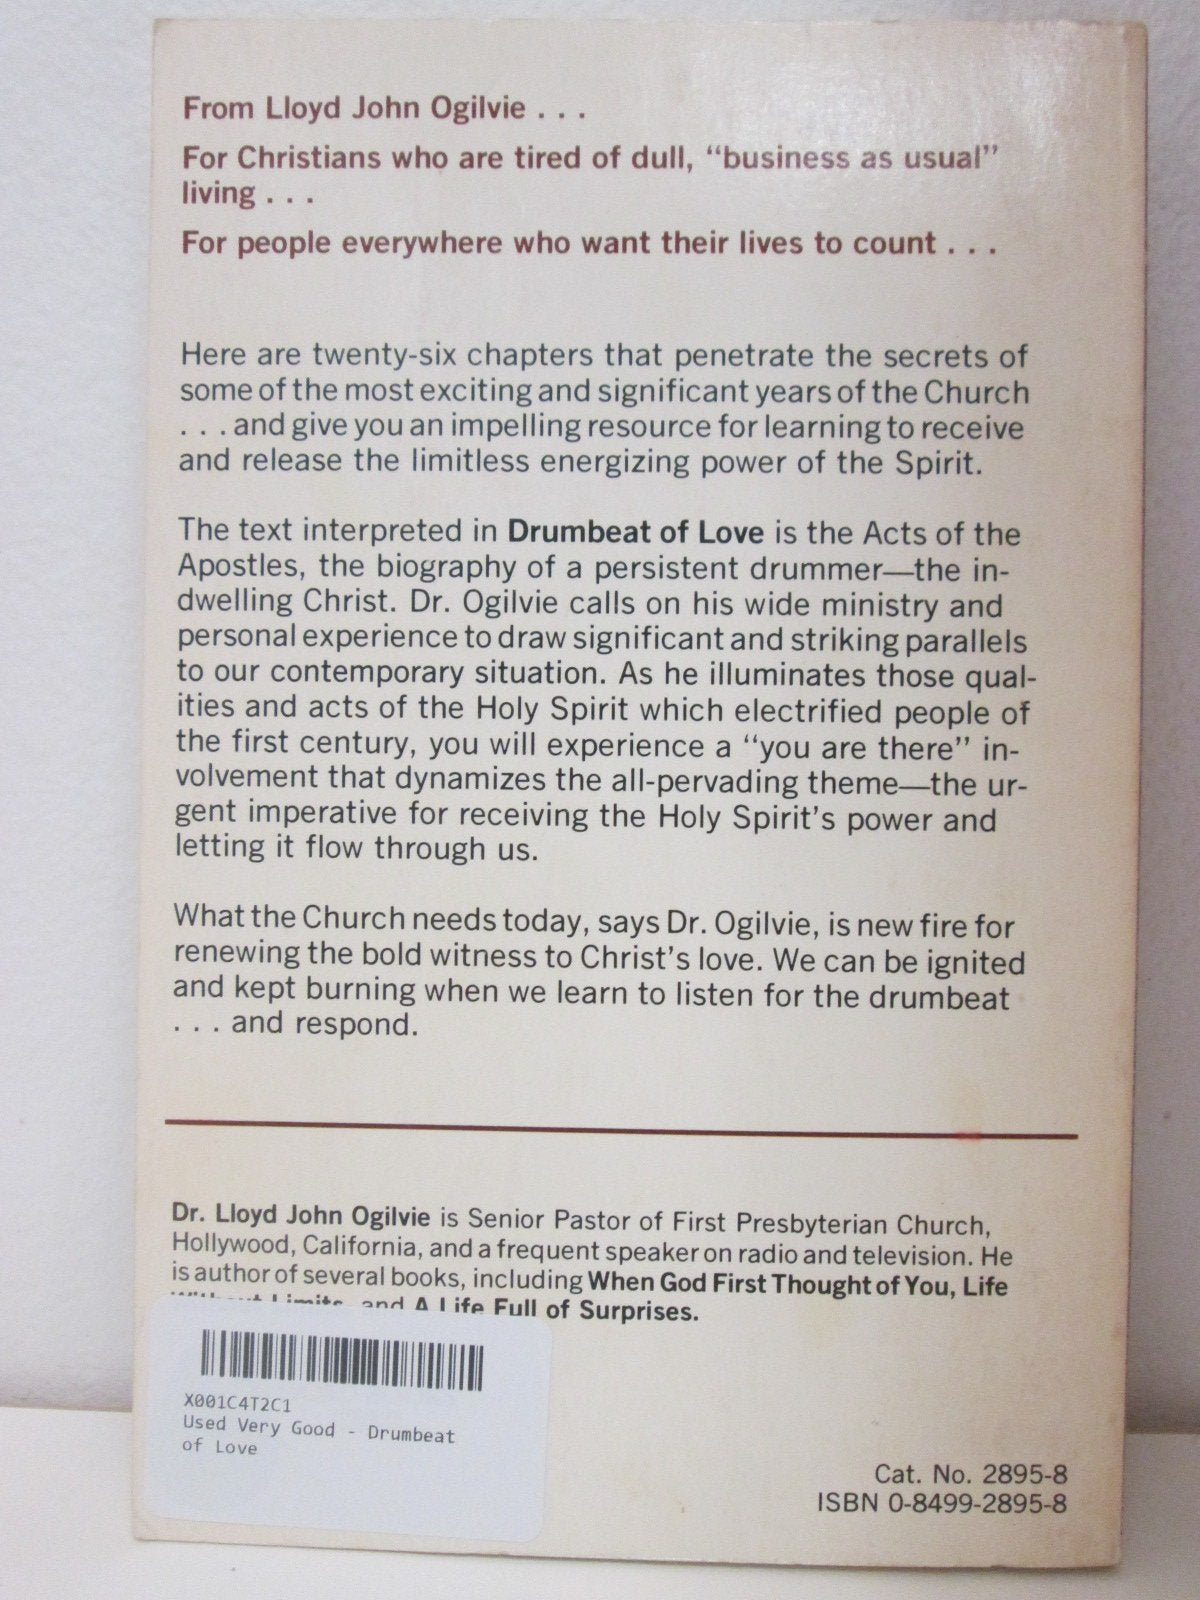 From Lloyd John Ogilvie . . .
For Christians who are tired of dull, “business as usual”
living . . .
For people everywhere who want their lives to count . . .
Here are twenty-six chapters that penetrate the secrets of
some of the most exciting and significant years of the Church
. . . and give you an impelling resource for learning to receive
and release the limitless energizing power of the Spirit.
The text interpreted in Drumbeat of Love is the Acts of the
Apostles, the biography of a persistent drummer—the in-
dwelling Christ. Dr. Ogilvie calls on his wide ministry and
personal experience to draw significant and striking parallels
to our contemporary situation. As he illuminates those qual-
ities and acts of the Holy Spirit which electrified people of
the first century, you will experience a “you are there” in-
volvement that dynamizes the all-pervading theme—the ur-
gent imperative for receiving the Holy Spirit’s power and
letting it flow through us.
What the Church needs today, says Dr. Ogilvie, is new fire for
renewing the bold witness to Christ’s love. We can be ignited
and kept burning when we learn to listen for the drumbeat
. . . and respond.
Dr. Lloyd John Ogilvie is Senior Pastor of First Presbyterian Church,
Hollywood, California, and a frequent speaker on radio and television. He
is author of several books, including When God First Thought of You, Life
Without Limits, and A Life Full of Surprises.
X001C4T2C1
Used Very Good - Drumbeat
of Love
Cat. No. 2895-8
ISBN 0-8499-2895-8